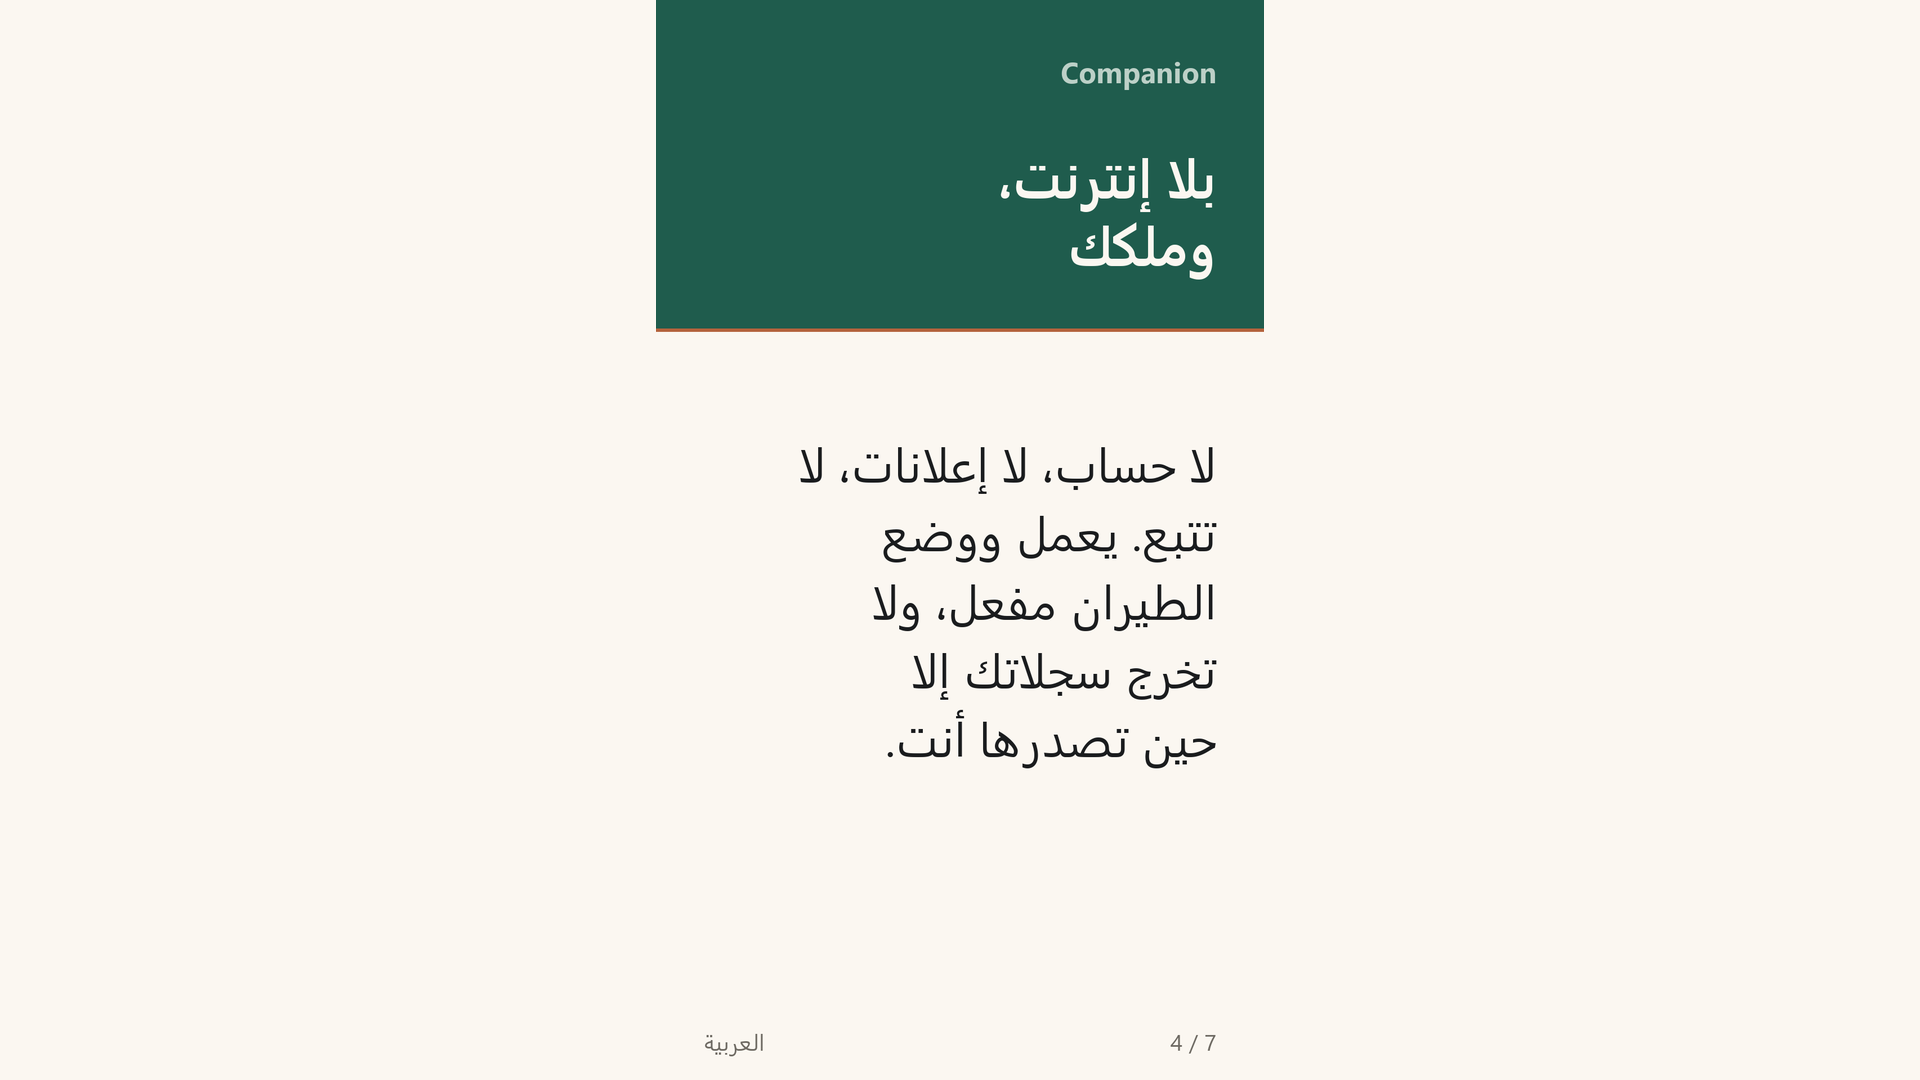 Companion
بلا إنترنت،
وملكك
لا حساب، لا إعلانات، لا
تتبع. يعمل ووضع
الطيران مفعل، ولا
تخرج سجلاتك إلا
حين تصدرها أنت.
4 / 7
العربية